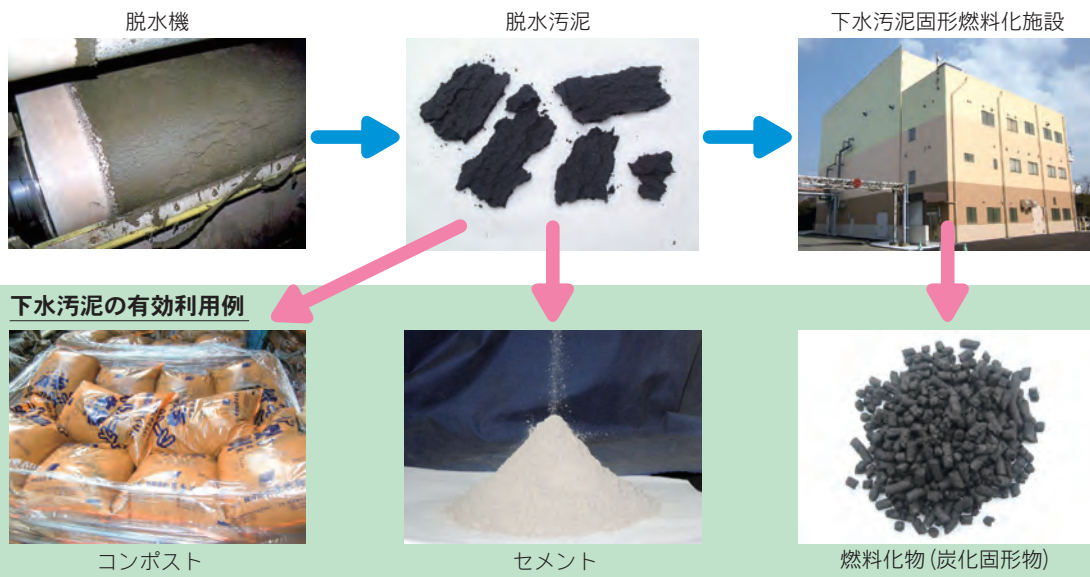 脱水機
脱水汚泥
下水汚泥固形燃料化施設
下水汚泥の有効利用例
コンポスト
セメント
燃料化物(炭化固形物)